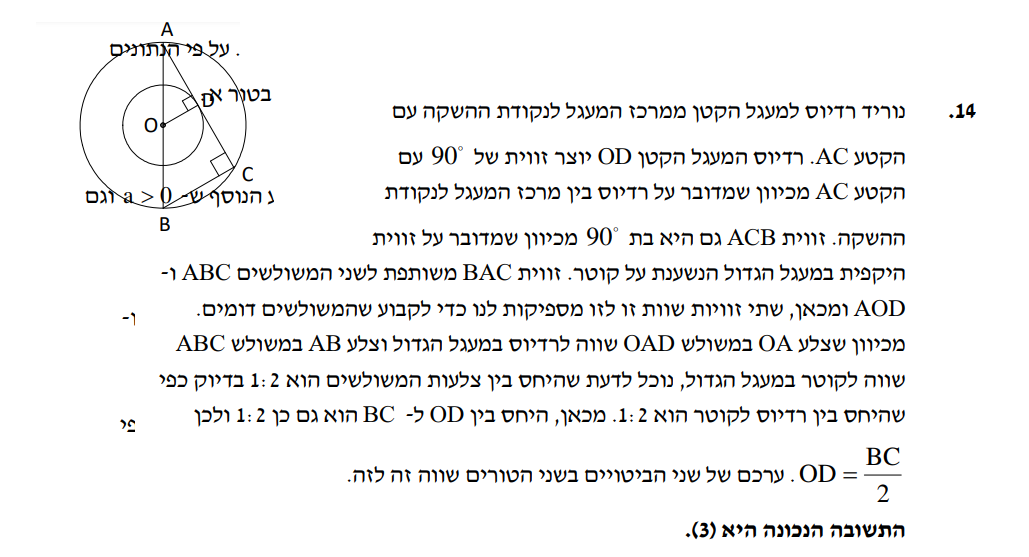 A
. על פי הנתונים
בטור א
D
O
C
B
ג הנוסף ש- a > 0 וגם
14. נוריד רדיוס למעגל הקטן ממרכז המעגל לנקודת ההשקה עם
הקטע AC. רדיוס המעגל הקטן OD יוצר זווית של 90° עם
הקטע AC מכיוון שמדובר על רדיוס בין מרכז המעגל לנקודת
ההשקה. זווית ACB גם היא בת 90° מכיוון שמדובר על זווית
היקפית במעגל הגדול הנשענת על קוטר. זווית BAC משותפת לשני המשולשים ABC ו-
AOD ומכאן, שתי זוויות שוות זו לזו מספיקות לנו כדי לקבוע שהמשולשים דומים.
ו-
מכיוון שצלע OA במשולש OAD שווה לרדיוס במעגל הגדול וצלע AB במשולש ABC
שווה לקוטר במעגל הגדול, נוכל לדעת שהיחס בין צלעות המשולשים הוא 1:2 בדיוק כפי
שהיחס בין רדיוס לקוטר הוא 1:2. מכאן, היחס בין OD ל- BC הוא גם כן 1:2 ולכן
פי
OD = BC/2 . ערכם של שני הביטויים בשני הטורים שווה זה לזה.
התשובה הנכונה היא (3).